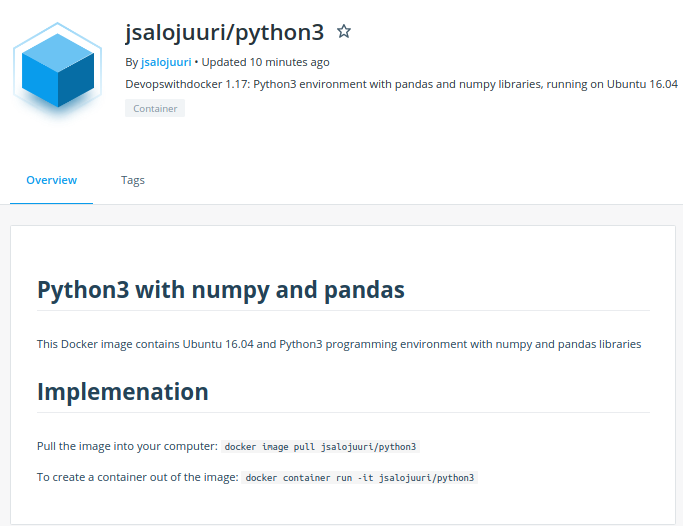 jsalojuuri/python3
By jsalojuuri • Updated 10 minutes ago
Devopswithdocker 1.17: Python3 environment with pandas and numpy libraries, running on Ubuntu 16.04
Container
Overview Tags
Python3 with numpy and pandas
This Docker image contains Ubuntu 16.04 and Python3 programming environment with numpy and pandas libraries
Implemenation
Pull the image into your computer: docker image pull jsalojuuri/python3
To create a container out of the image: docker container run -it jsalojuuri/python3